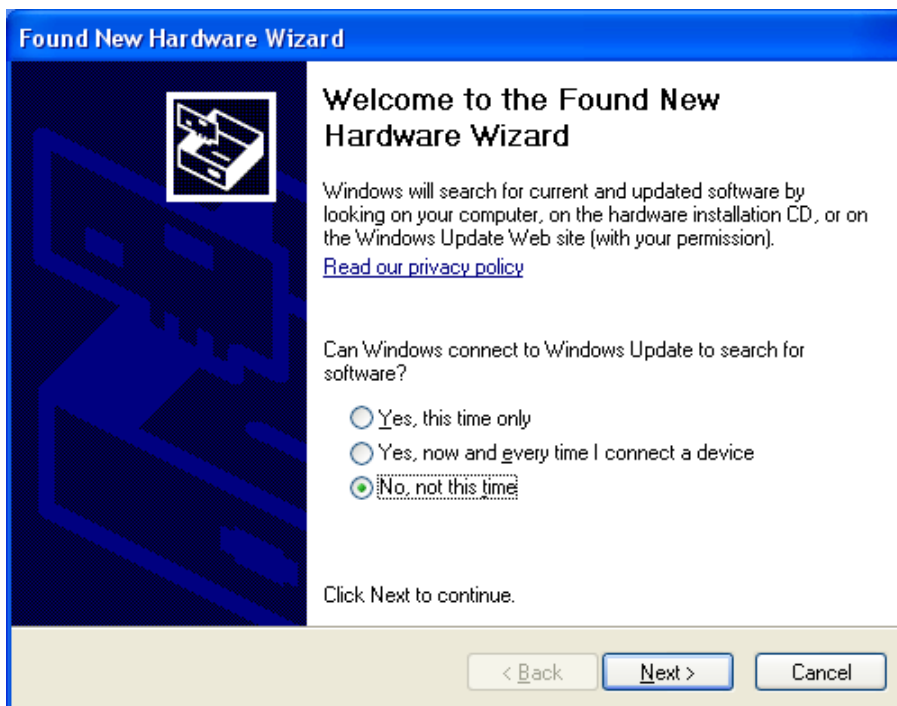 Found New Hardware Wizard
Welcome to the Found New
Hardware Wizard
Windows will search for current and updated software by
looking on your computer, on the hardware installation CD, or on
the Windows Update Web site (with your permission).
Read our privacy policy
Can Windows connect to Windows Update to search for
software?
Yes, this time only
Yes, now and every time I connect a device
No, not this time
Click Next to continue.
< Back
Next >
Cancel